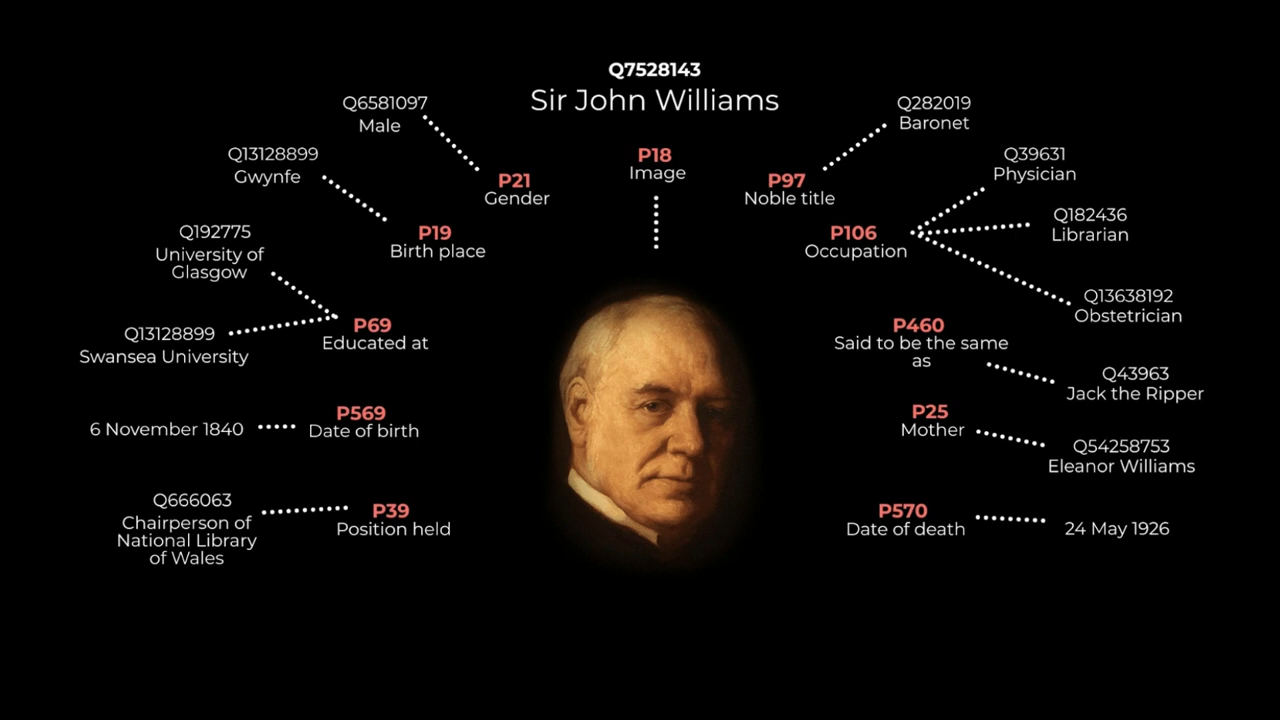 Q7528143
Sir John Williams
Q6581097
Male
Q282019
Baronet
Q13128899
Gwynfe
P18
Image
Q39631
Physician
P21
Gender
P97
Noble title
Q192775
University of
Glasgow
P19
Birth place
P106
Occupation
Q182436
Librarian
Q13638192
Obstetrician
Q13128899
Swansea University
P69
Educated at
P460
Said to be the same
as
Q43963
Jack the Ripper
6 November 1840
P569
Date of birth
P25
Mother
Q54258753
Eleanor Williams
Q666063
Chairperson of
National Library
of Wales
P39
Position held
P570
Date of death
24 May 1926